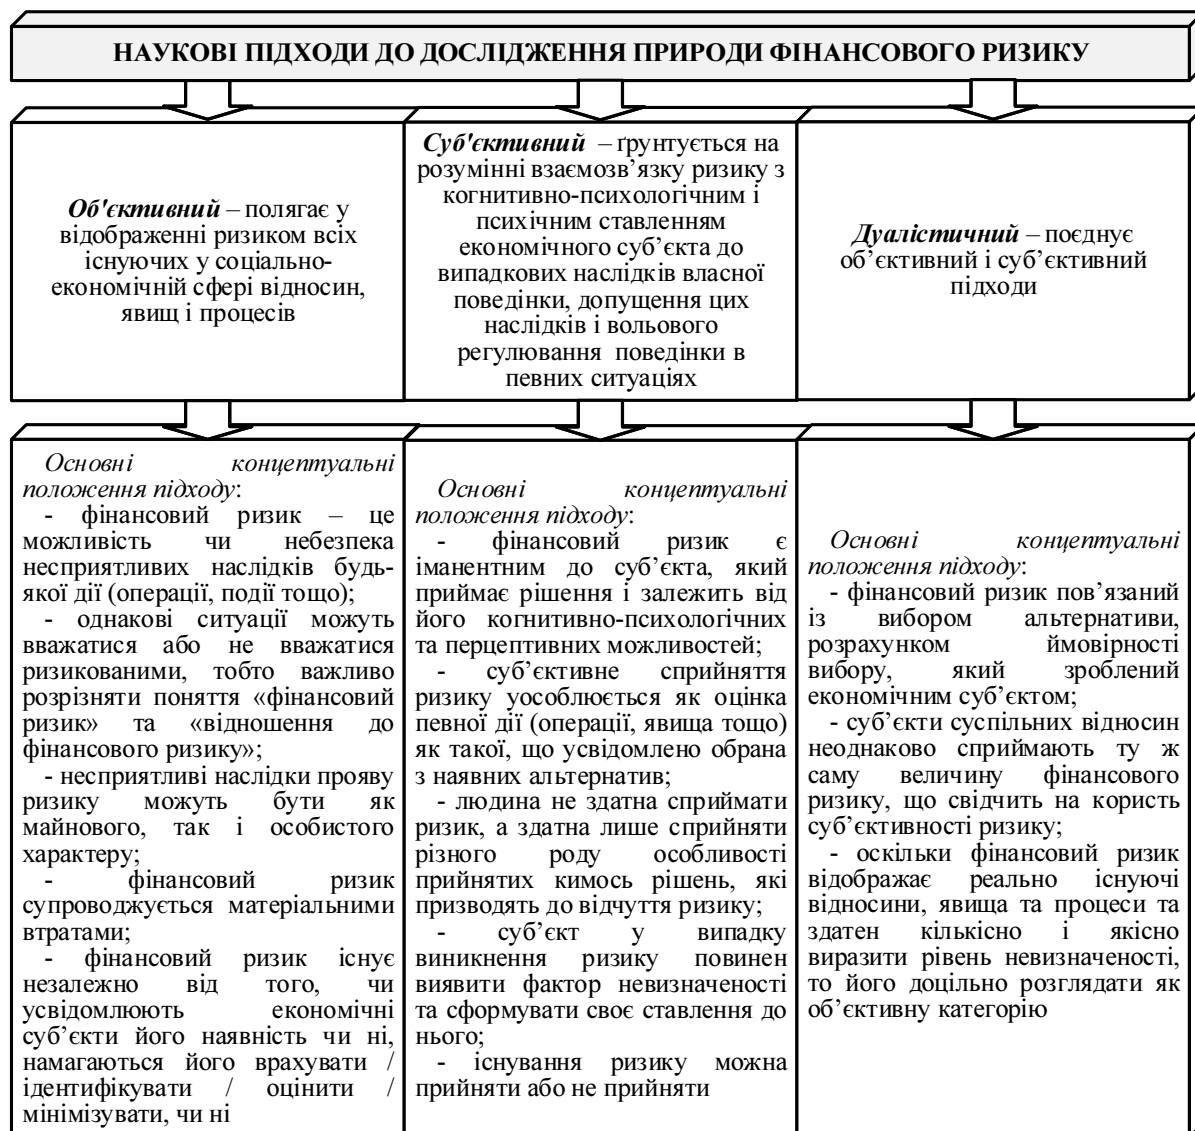 НАУКОВІ ПІДХОДИ ДО ДОСЛІДЖЕННЯ ПРИРОДИ ФІНАНСОВОГО РИЗИКУ
Об'єктивний – полягає у
відображенні ризиком всіх
існуючих у соціально-
економічній сфері відносин,
явищ і процесів
Суб'єктивний – ґрунтується на
розумінні взаємозв’язку ризику з
когнитивно-психологічним і
психічним ставленням
економічного суб’єкта до
випадкових наслідків власної
поведінки, допущення цих
наслідків і вольового
регулювання поведінки в
певних ситуаціях
Дуалістичний – поєднує
об’єктивний і суб’єктивний
підходи
Основні концептуальні
положення підходу:
- фінансовий ризик – це
можливість чи небезпека
несприятливих наслідків будь-
якої дії (операції, події тощо);
- однакові ситуації можуть
вважатися або не вважатися
ризикованими, тобто важливо
розрізняти поняття «фінансовий
ризик» та «відношення до
фінансового ризику»;
- несприятливі наслідки прояву
ризику можуть бути як
майнового, так і особистого
характеру;
- фінансовий ризик
супроводжується матеріальними
втратами;
- фінансовий ризик існує
незалежно від того, чи
усвідомлюють економічні
суб’єкти його наявність чи ні,
намагаються його врахувати /
ідентифікувати / оцінити /
мінімізувати, чи ні
Основні концептуальні
положення підходу:
- фінансовий ризик є
іманентним до суб’єкта, який
приймає рішення і залежить від
його когнитивно-психологічних
та перцептивних можливостей;
- суб’єктивне сприйняття
ризику уособлюється як оцінка
певної дії (операції, явища тощо)
як такої, що усвідомлено обрана
з наявних альтернатив;
- людина не здатна сприймати
ризик, а здатна лише сприйняти
різного роду особливості
прийнятих кимось рішень, які
призводять до відчуття ризику;
- суб’єкт у випадку
виникнення ризику повинен
виявити фактор невизначеності
та сформувати своє ставлення до
нього;
- існування ризику можна
прийняти або не прийняти
Основні концептуальні
положення підходу:
- фінансовий ризик пов’язаний
із вибором альтернативи,
розрахунком ймовірності
вибору, який зроблений
економічним суб’єктом;
- суб’єкти суспільних відносин
неоднаково сприймають ту ж
саму величину фінансового
ризику, що свідчить на користь
суб’єктивності ризику;
- оскільки фінансовий ризик
відображає реально існуючі
відносини, явища та процеси та
здатен кількісно і якісно
виразити рівень невизначеності,
то його доцільно розглядати як
об’єктивну категорію